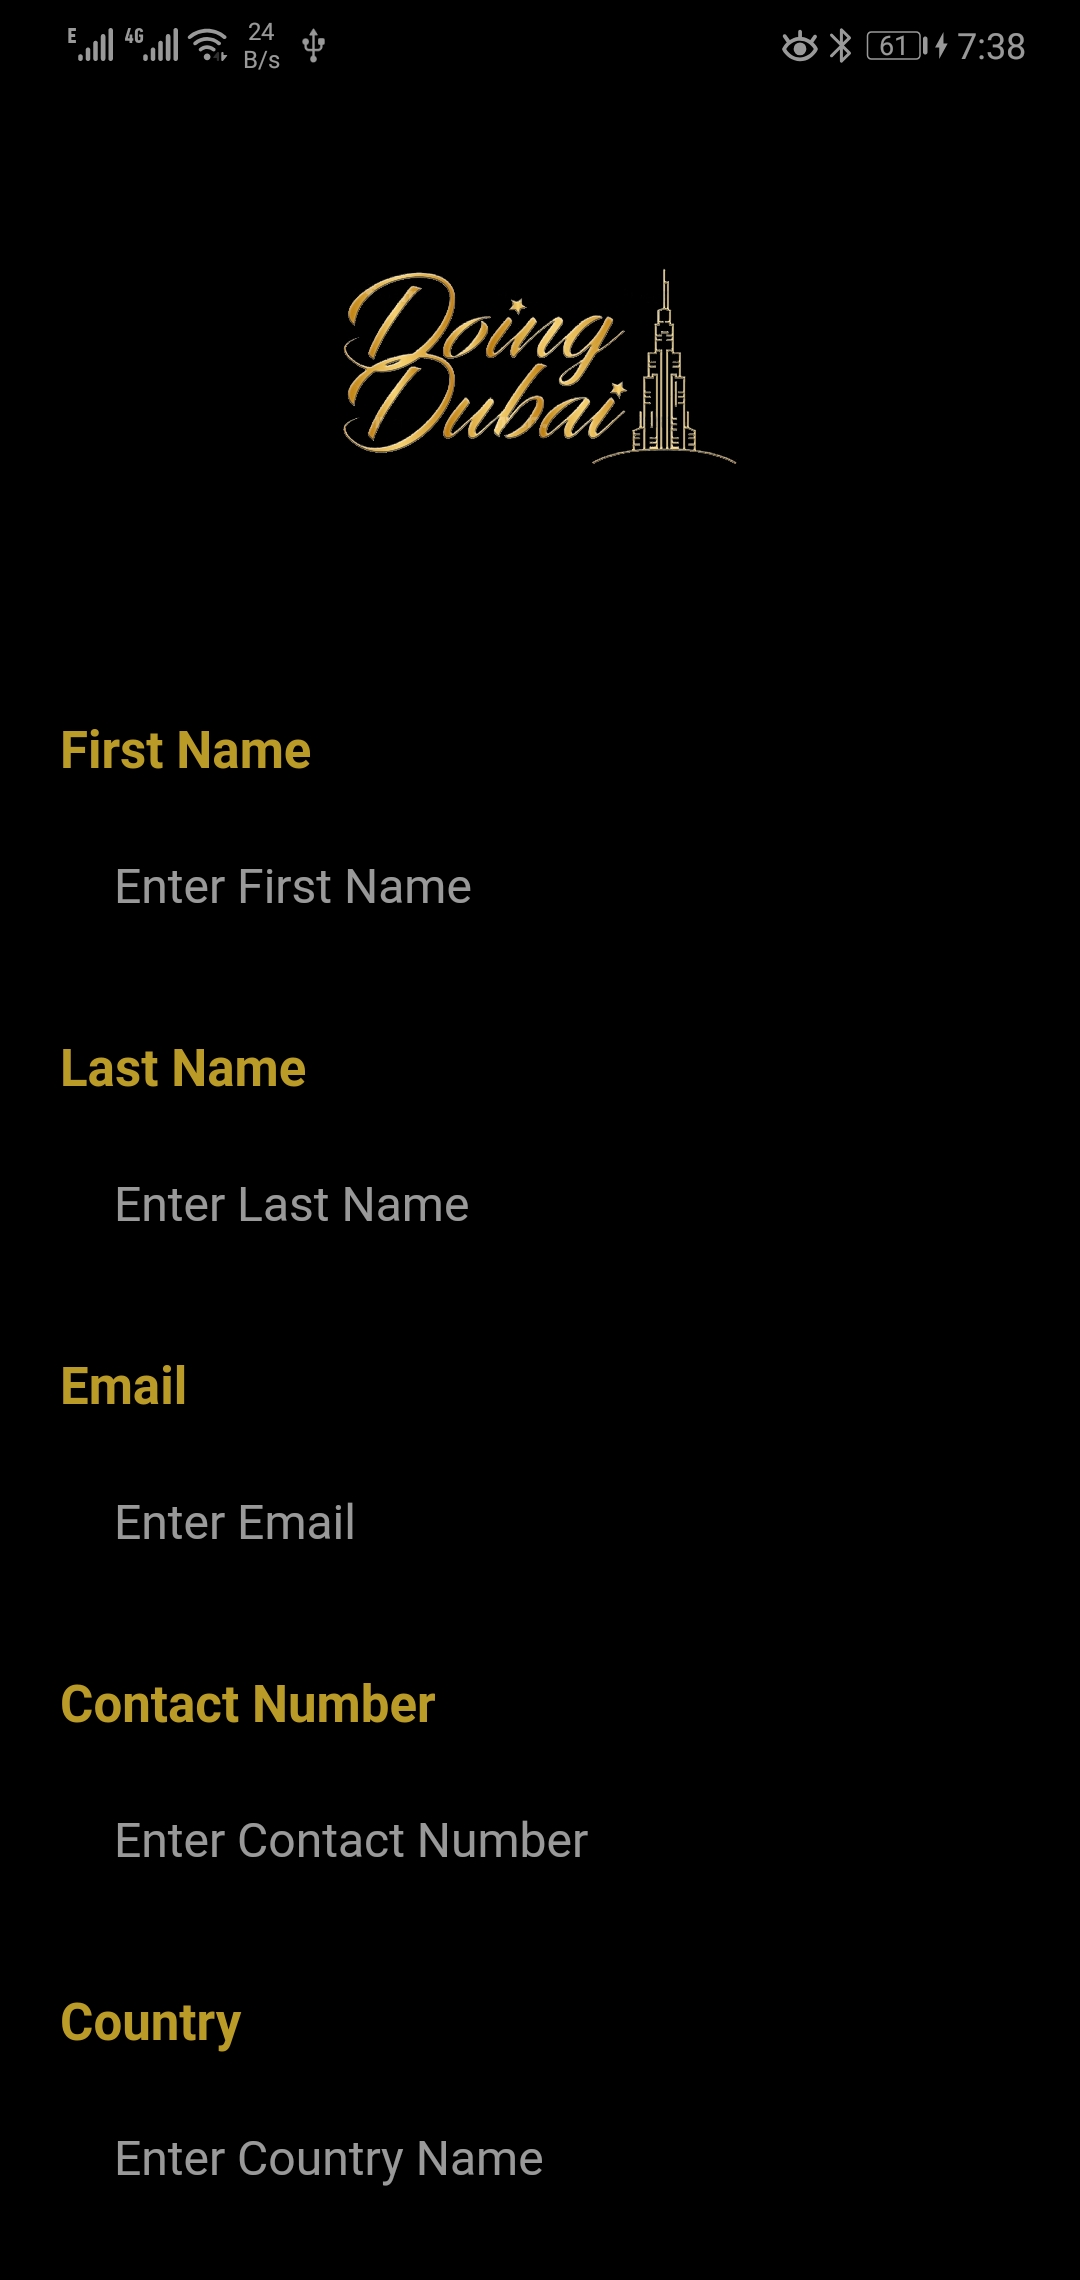 E 4G 24 B/s 61 7:38
Doing
Dubai
First Name
Enter First Name
Last Name
Enter Last Name
Email
Enter Email
Contact Number
Enter Contact Number
Country
Enter Country Name